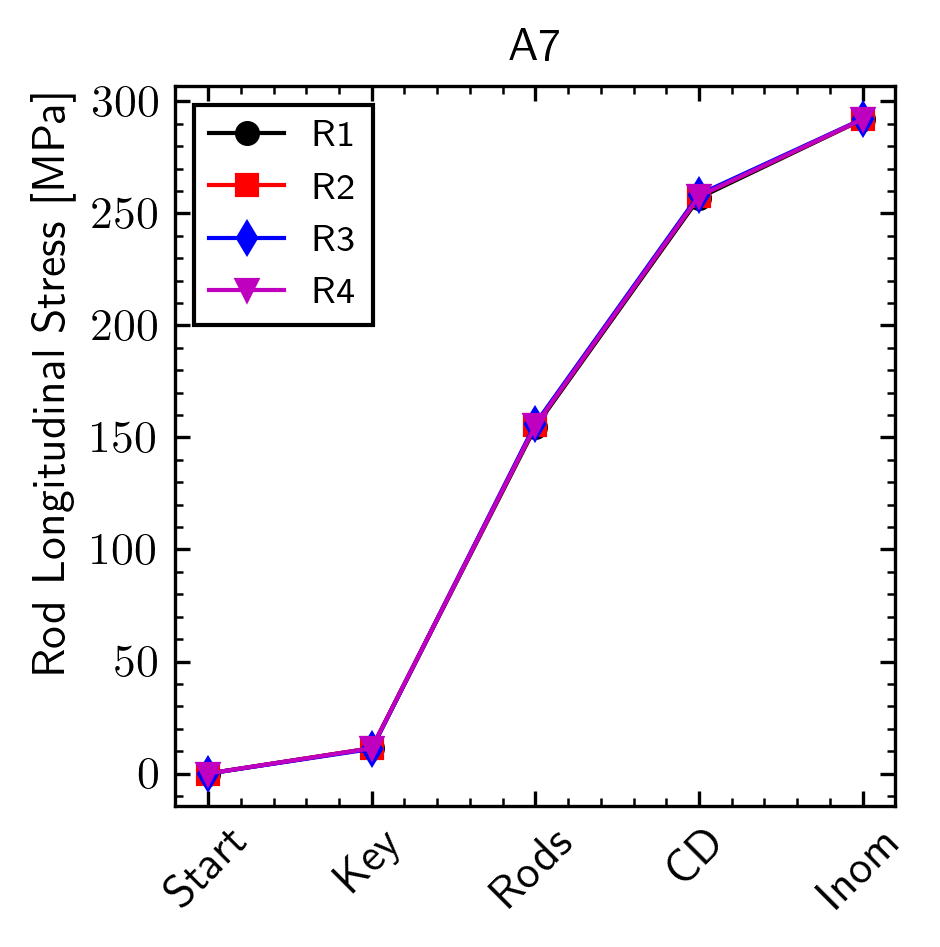 A7
Rod Longitudinal Stress [MPa]
300
250
200
150
100
50
0
R1
R2
R3
R4
Start
Key
Rods
CD
Inom